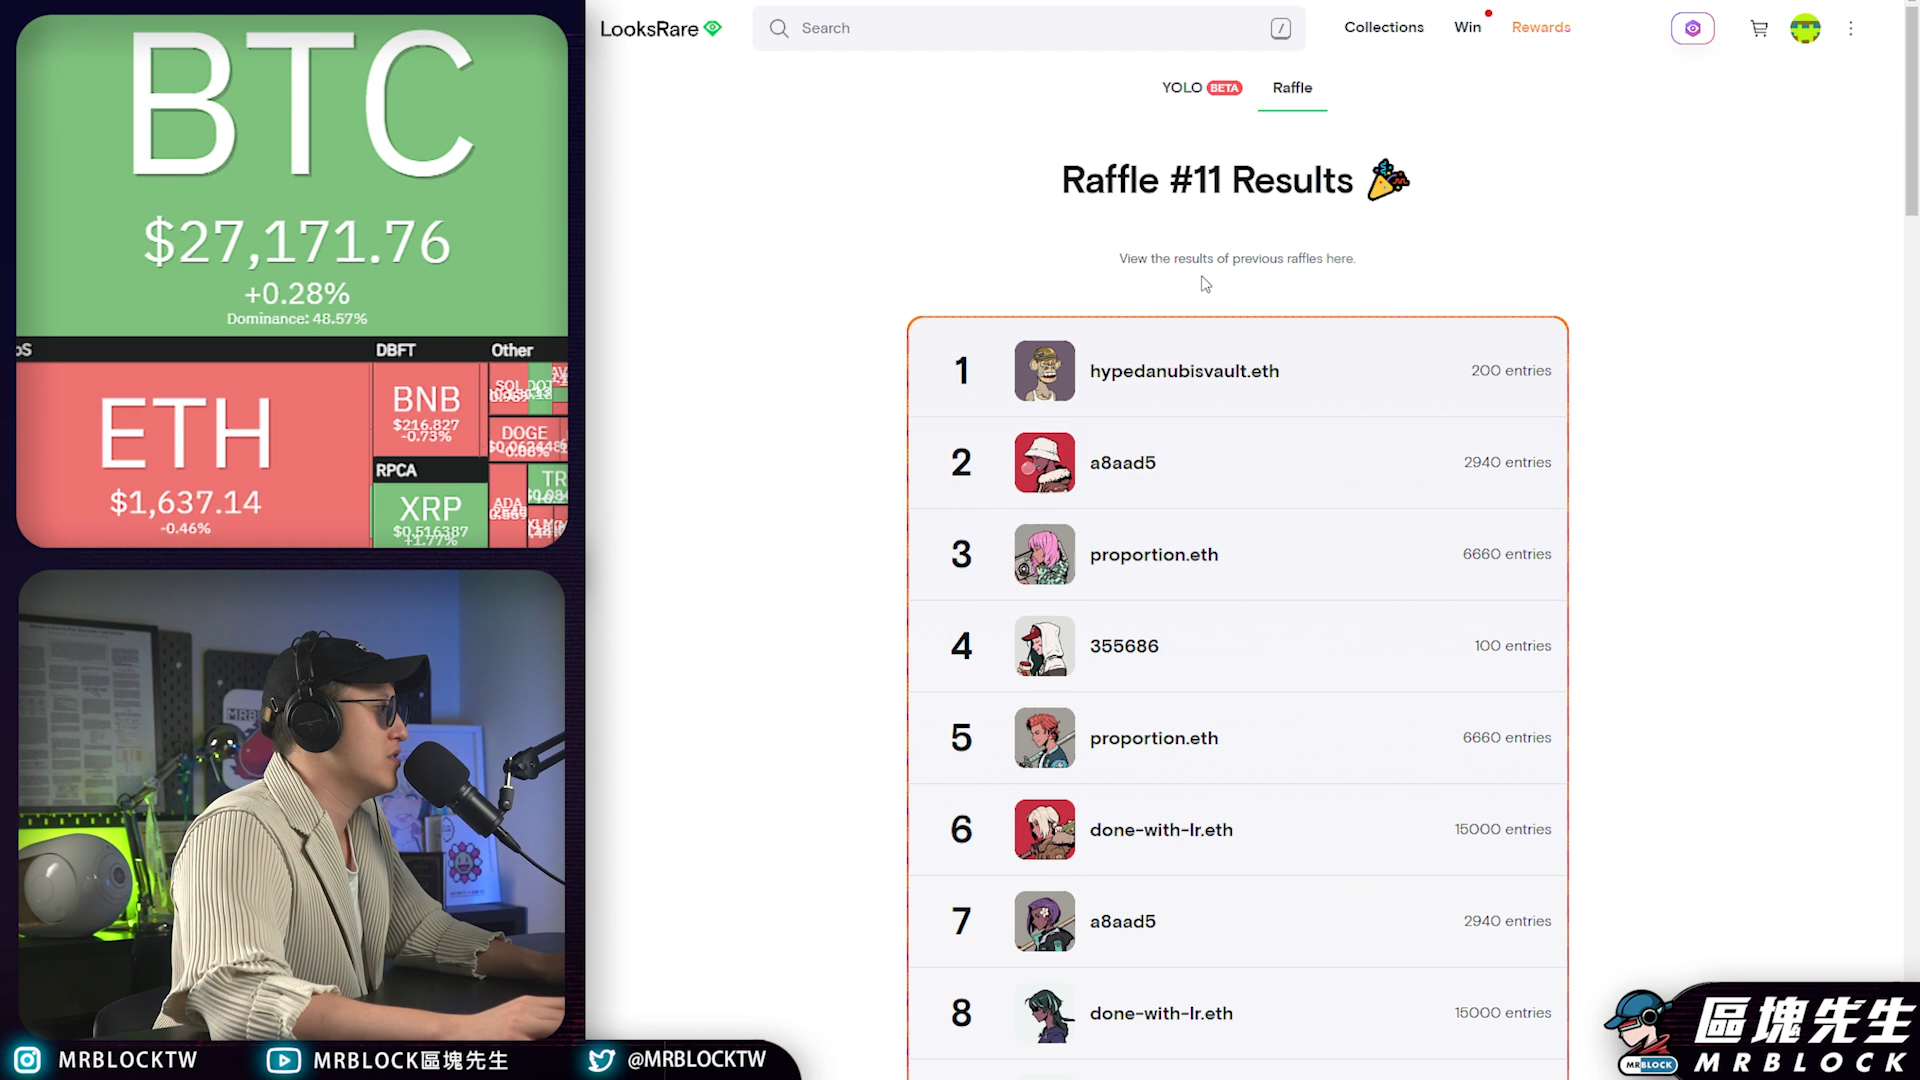 BTC
$27,171.76
+0.28%
Dominance: 48.57%
DBFT
Other
ETH
$1,637.14
-0.46%
BNB
$216.827
-0.73%
RPCA
XRP
$0.516387
+1.77%
SOL
DOGE
ADA
TR
MRBLOCKTW
MRBLOCK區塊先生
@MRBLOCKTW
LooksRare
Search
/
Collections
Win
Rewards
YOLO BETA
Raffle
Raffle #11 Results
View the results of previous raffles here.
1 hypedanubisvault.eth 200 entries
2 a8aad5 2940 entries
3 proportion.eth 6660 entries
4 355686 100 entries
5 proportion.eth 6660 entries
6 done-with-lr.eth 15000 entries
7 a8aad5 2940 entries
8 done-with-lr.eth 15000 entries
區塊先生
MRBLOCK
MRBLOCK